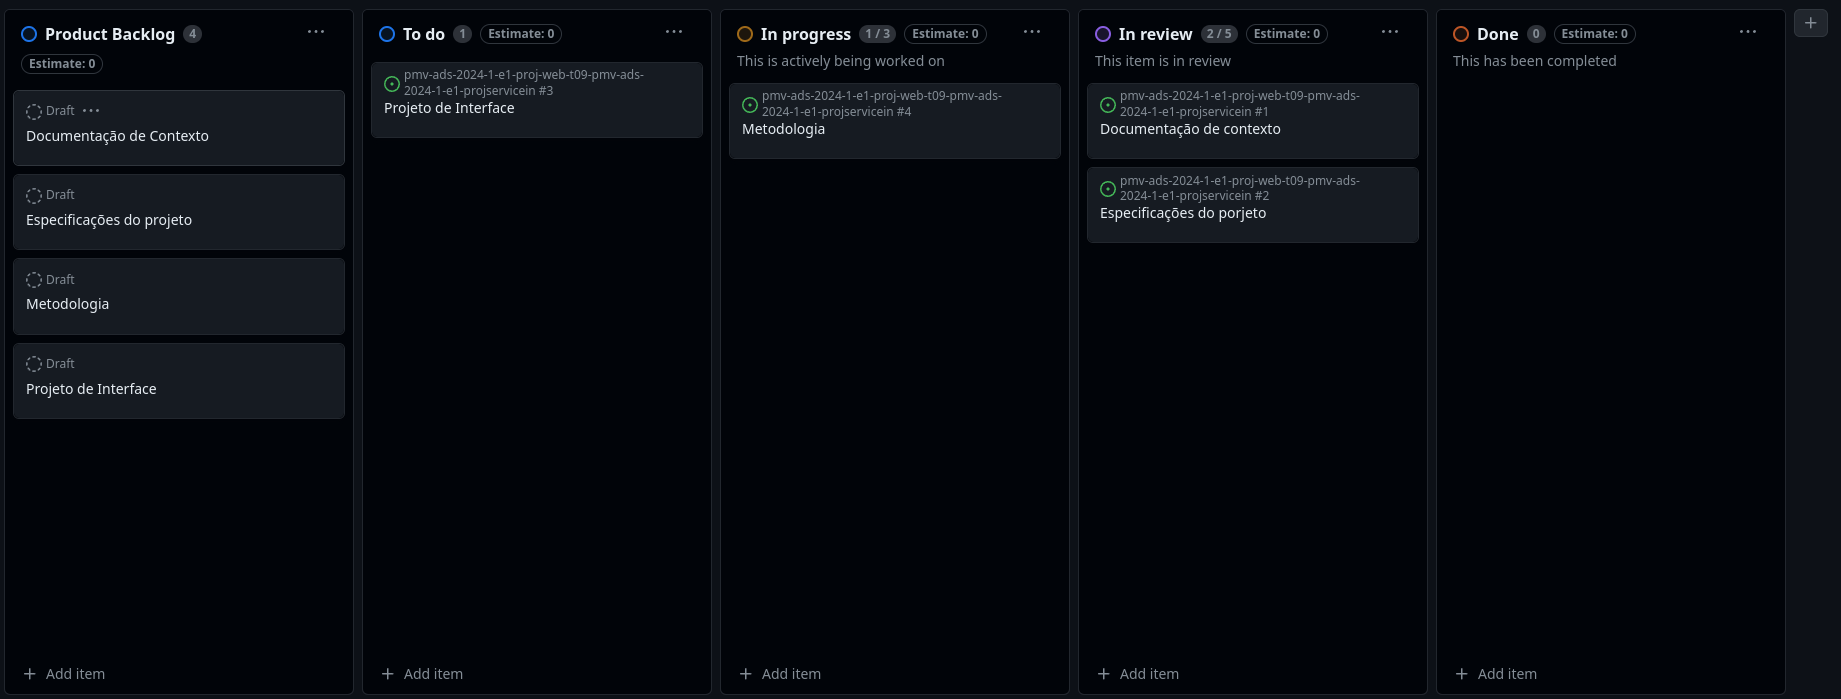 Product Backlog 4
Estimate: 0
Draft
Documentação de Contexto
Draft
Especificações do projeto
Draft
Metodologia
Draft
Projeto de Interface
Add item
To do 1 Estimate: 0
pmv-ads-2024-1-e1-proj-web-t09-pmv-ads-
2024-1-e1-projservicein #3
Projeto de Interface
Add item
In progress 1 / 3 Estimate: 0
This is actively being worked on
pmv-ads-2024-1-e1-proj-web-t09-pmv-ads-
2024-1-e1-projservicein #4
Metodologia
Add item
In review 2 / 5 Estimate: 0
This item is in review
pmv-ads-2024-1-e1-proj-web-t09-pmv-ads-
2024-1-e1-projservicein #1
Documentação de contexto
pmv-ads-2024-1-e1-proj-web-t09-pmv-ads-
2024-1-e1-projservicein #2
Especificações do porjeto
Add item
Done 0 Estimate: 0
This has been completed
Add item